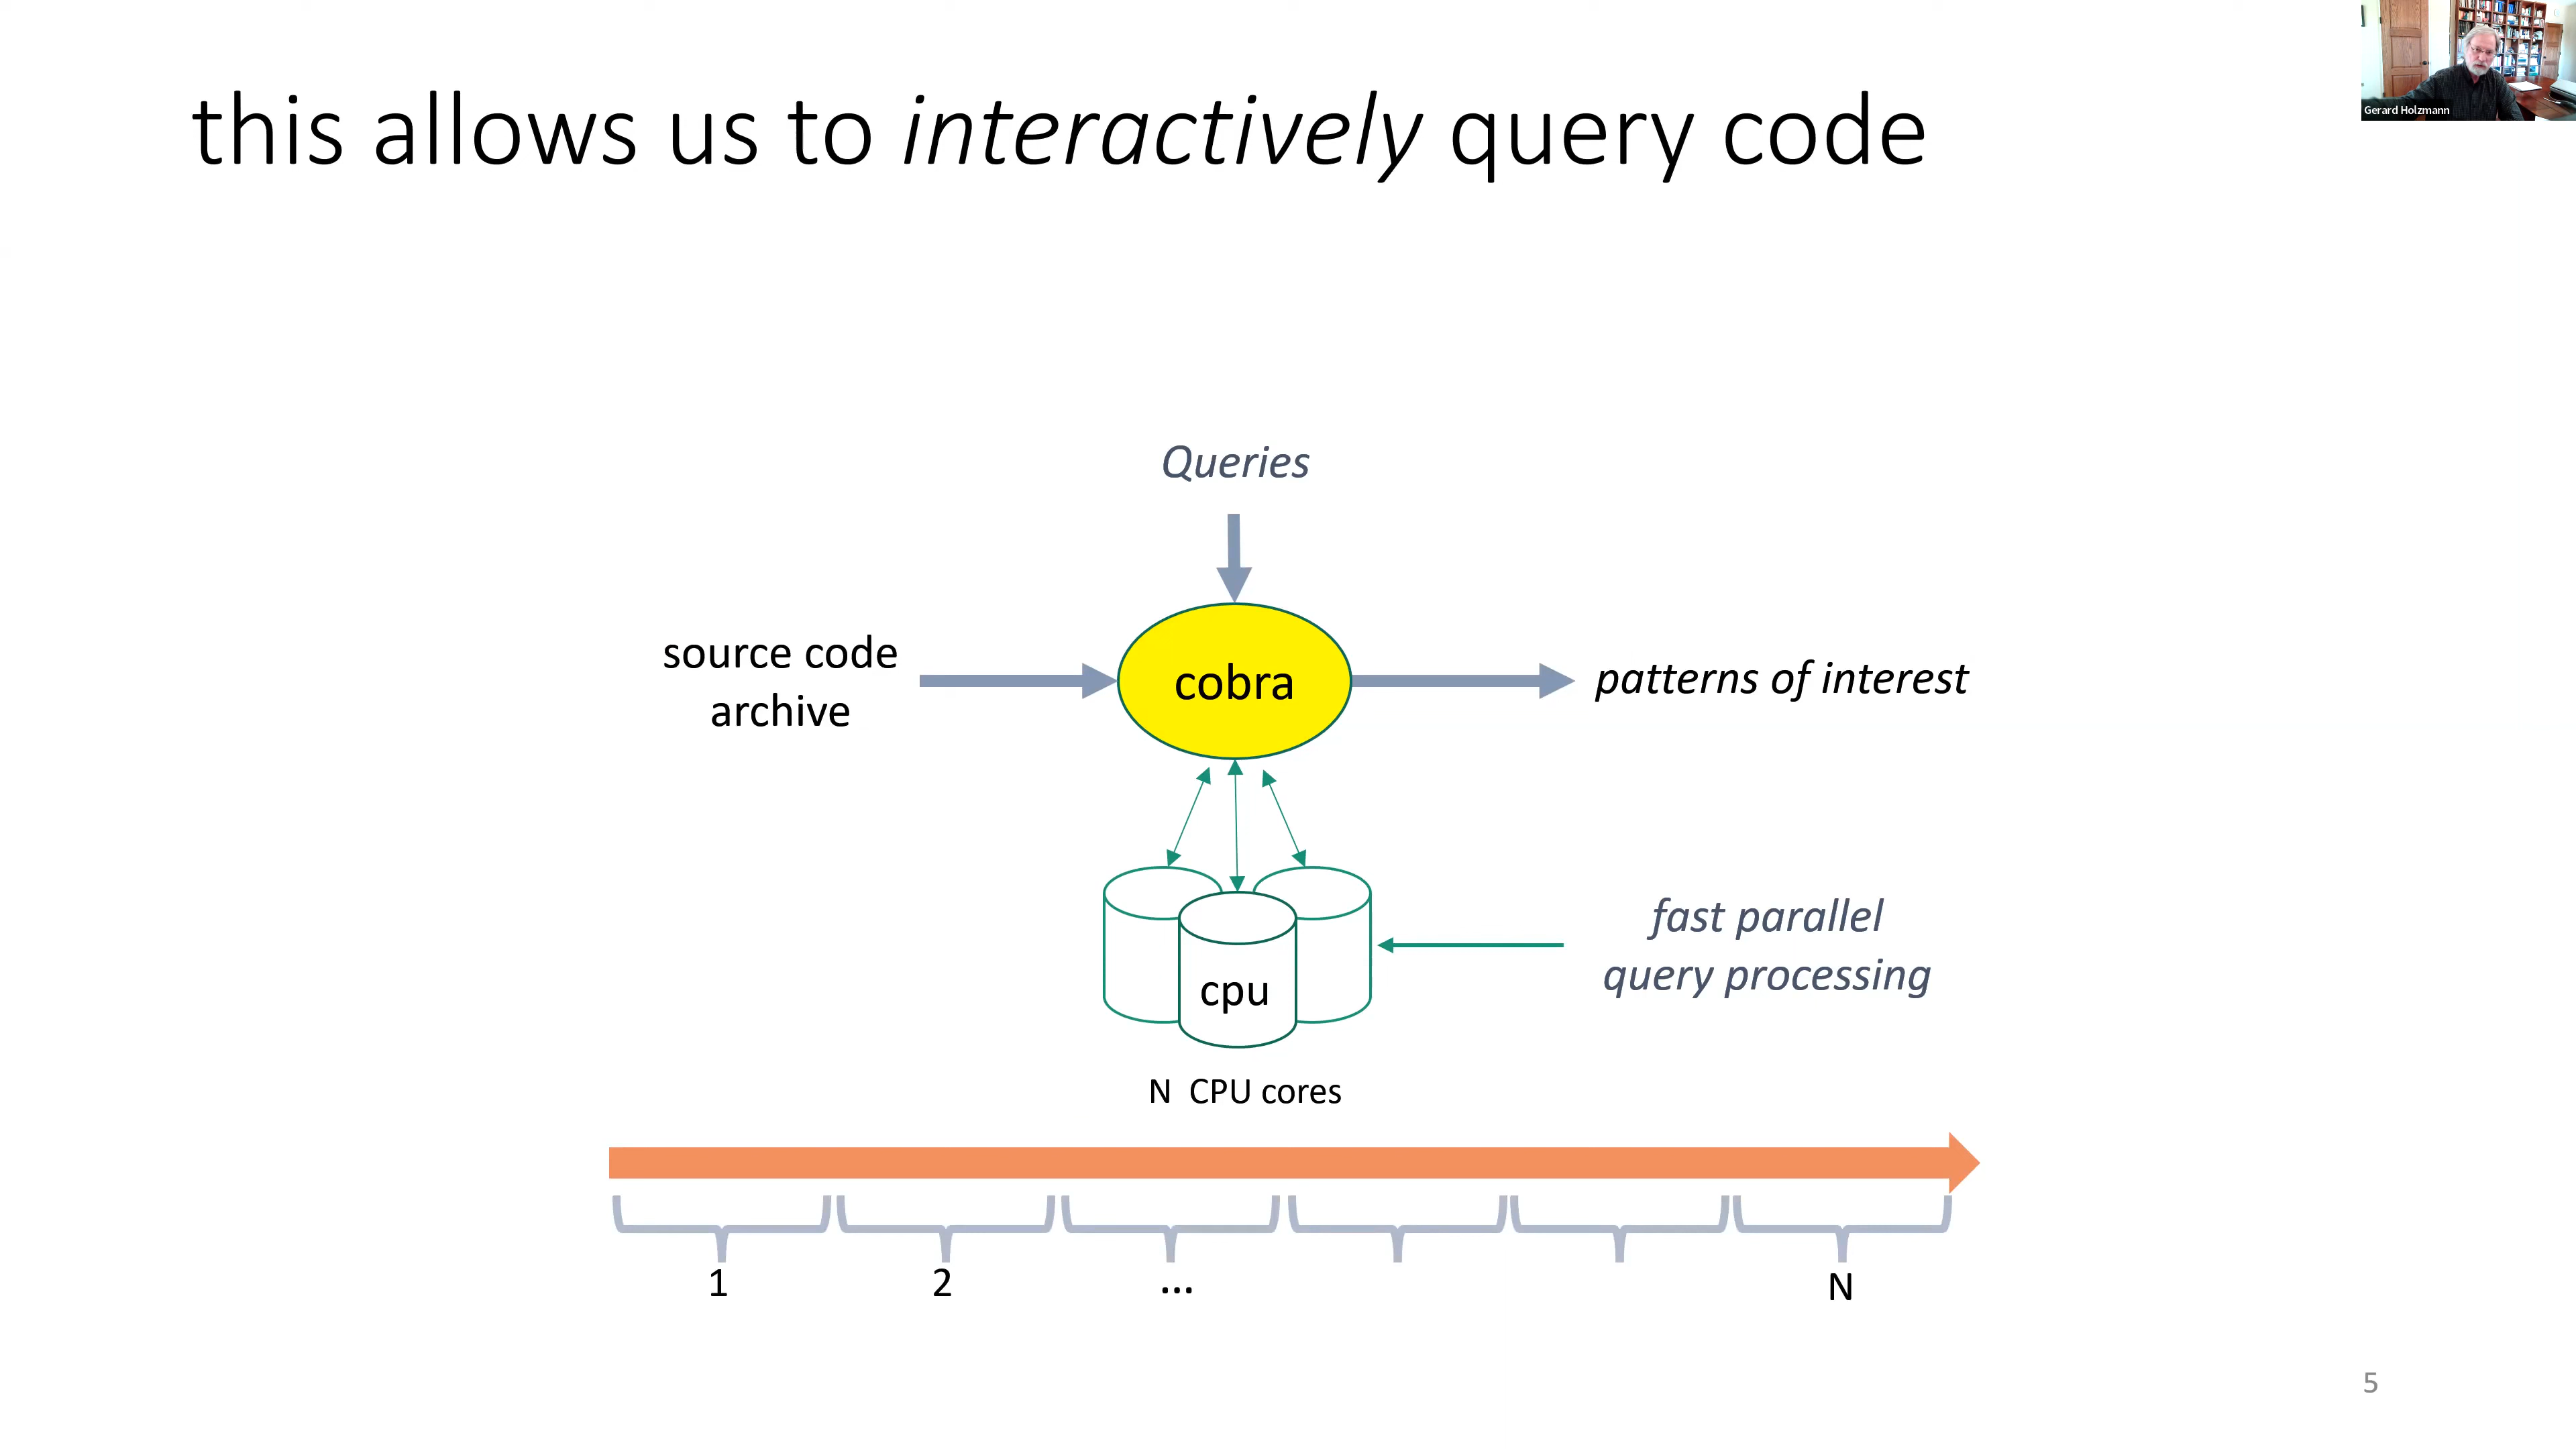 this allows us to interactively query code
Gerard Holzmann
Queries
source code
archive
cobra
patterns of interest
fast parallel
query processing
cpu
N CPU cores
1
2
...
N
5